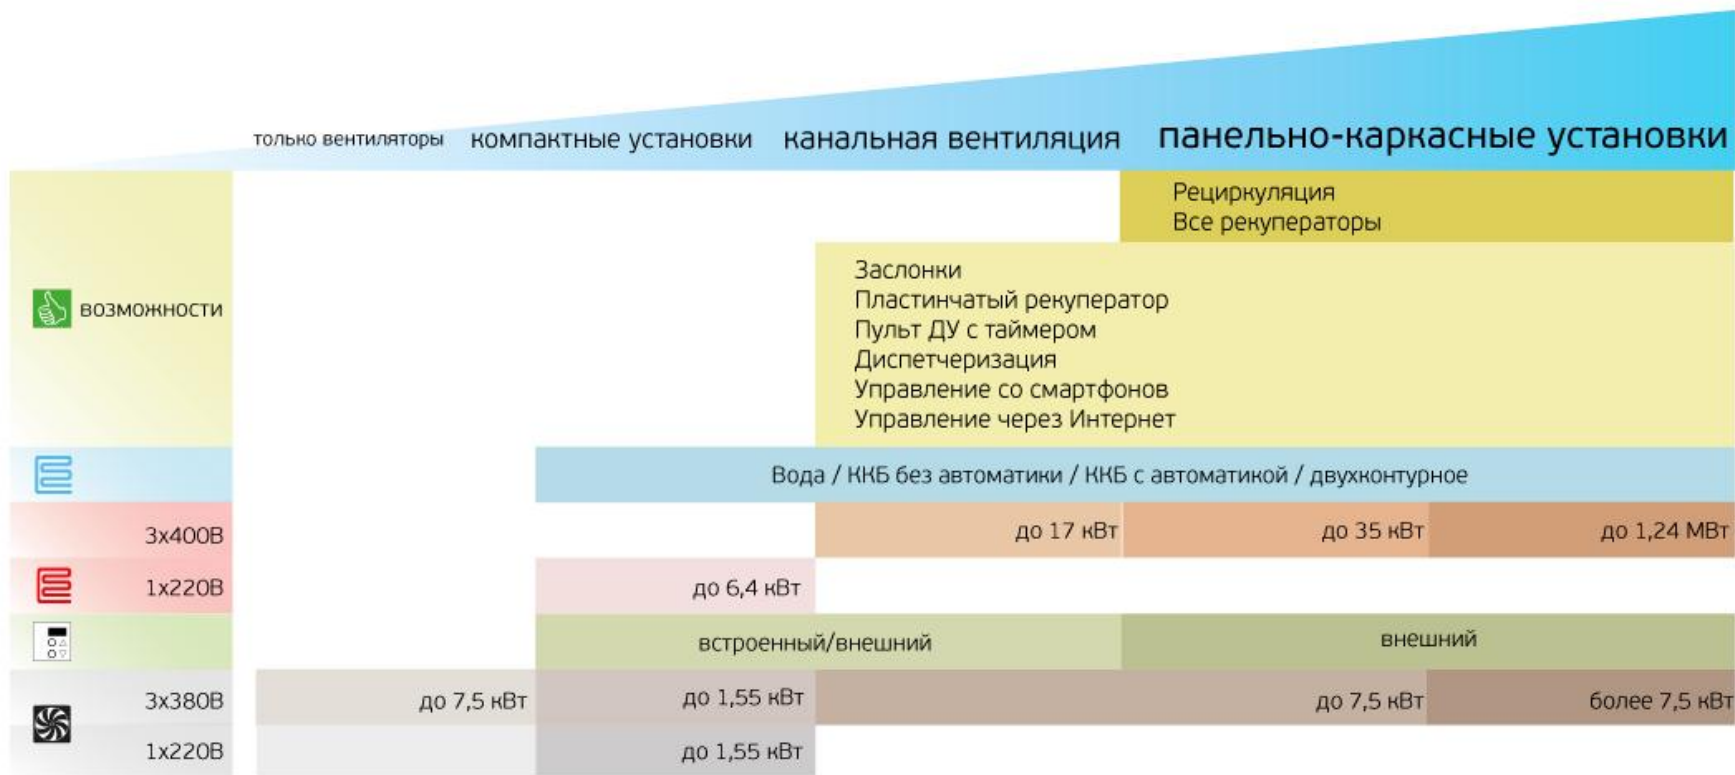 только вентиляторы компактные установки канальная вентиляция панельно-каркасные установки
Рециркуляция
Все рекуператоры
возможности
Заслонки
Пластинчатый рекуператор
Пульт ДУ с таймером
Диспетчеризация
Управление со смартфонов
Управление через Интернет
Вода / ККБ без автоматики / ККБ с автоматикой / двухконтурное
3х400В до 17 кВт до 35 кВт до 1,24 МВт
1х220В до 6,4 кВт
встроенный/внешний внешний
3х380В до 7,5 кВт до 1,55 кВт до 7,5 кВт более 7,5 кВт
1х220В до 1,55 кВт